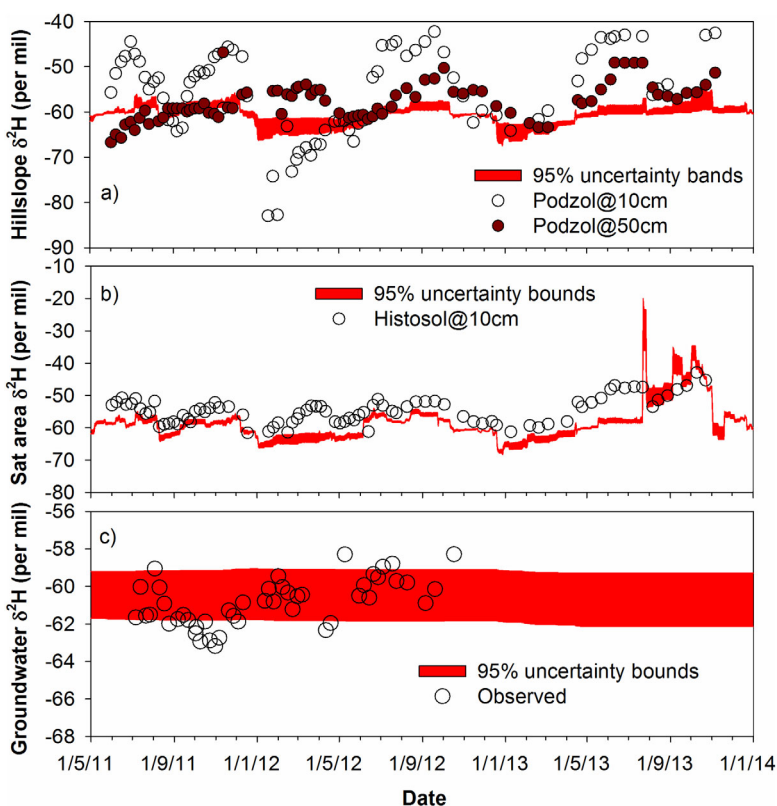 -40
-50
-60
-70
-80
-90
Hillslope δ²H (per mil)
a)
95% uncertainty bands
Podzol@10cm
Podzol@50cm
-10
-20
-30
-40
-50
-60
-70
-80
Sat area δ²H (per mil)
b)
95% uncertainty bounds
Histosol@10cm
-56
-58
-60
-62
-64
-66
-68
Groundwater δ²H (per mil)
c)
95% uncertainty bounds
Observed
1/5/11 1/9/11 1/1/12 1/5/12 1/9/12 1/1/13 1/5/13 1/9/13 1/1/14
Date